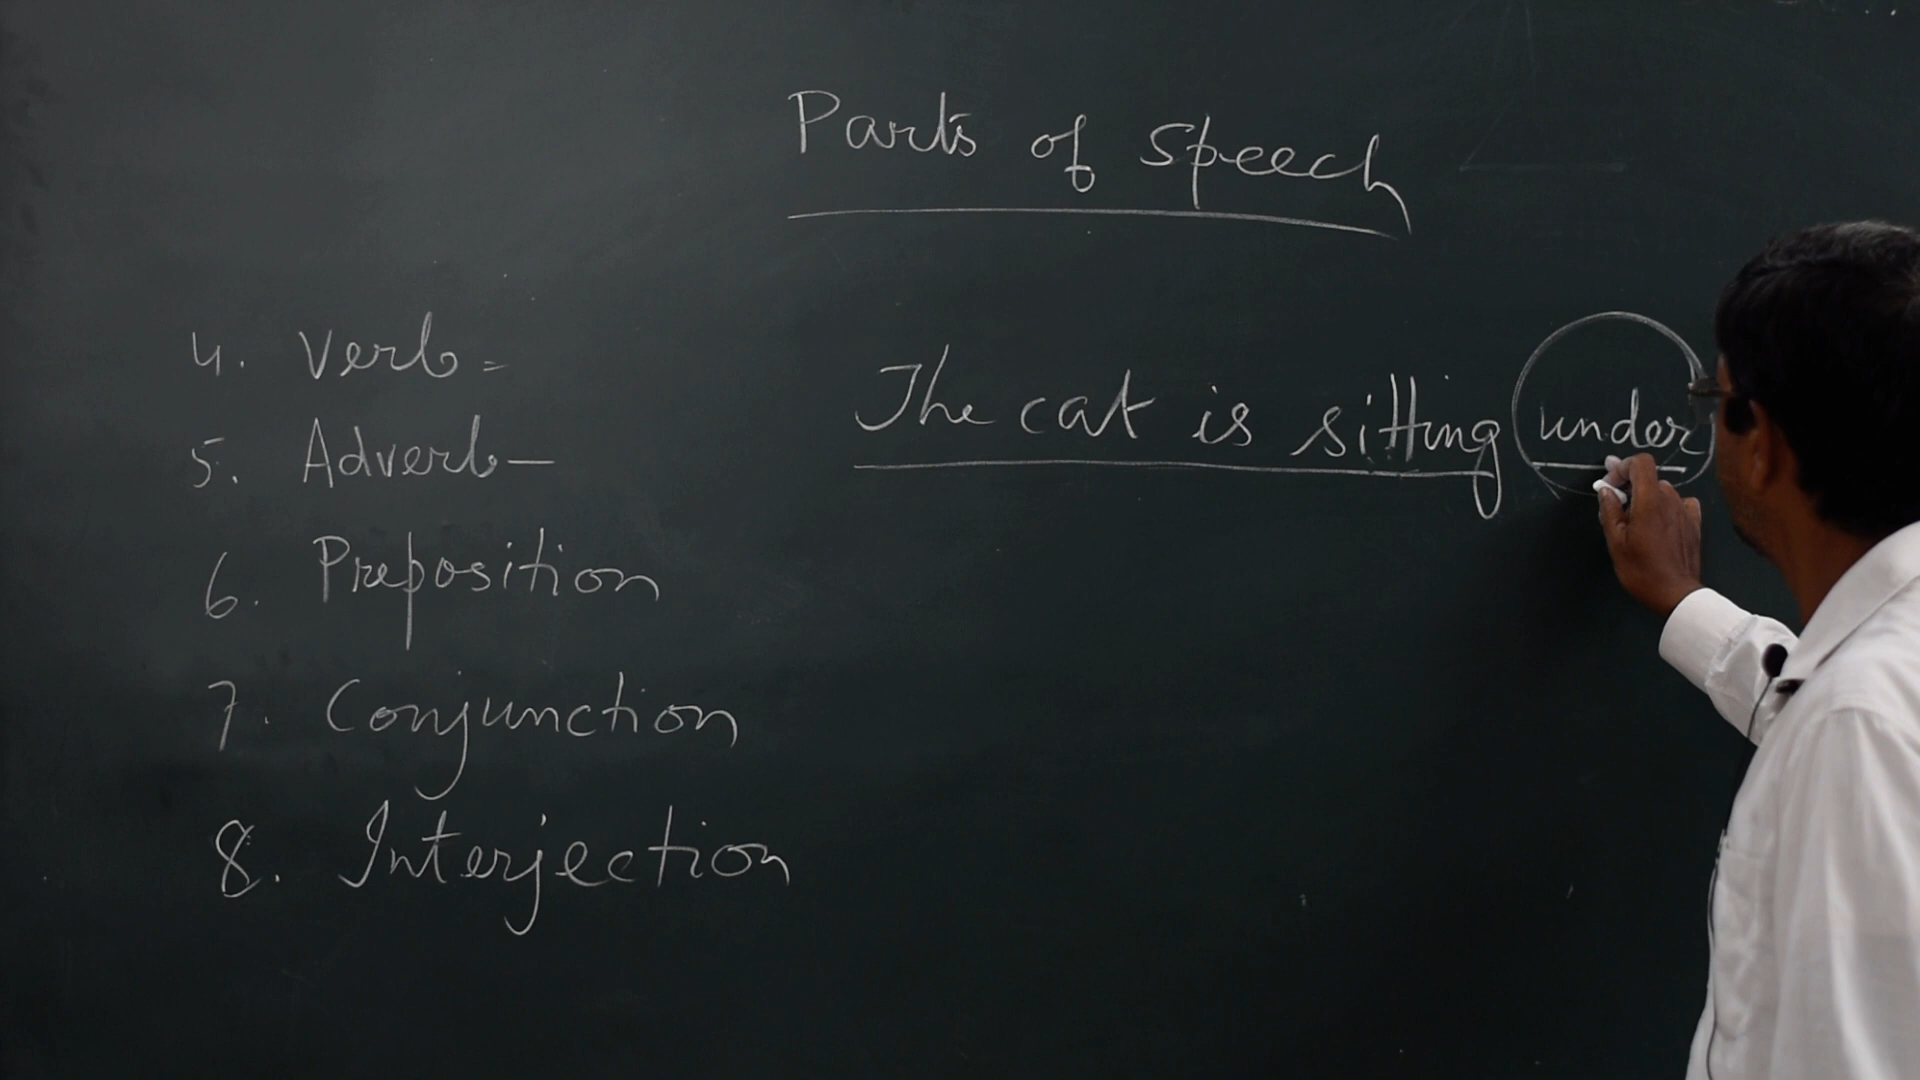 Parts of speech
4. Verb =
The cat is sitting under
5. Adverb —
6. Preposition
7. Conjunction
8. Interjection